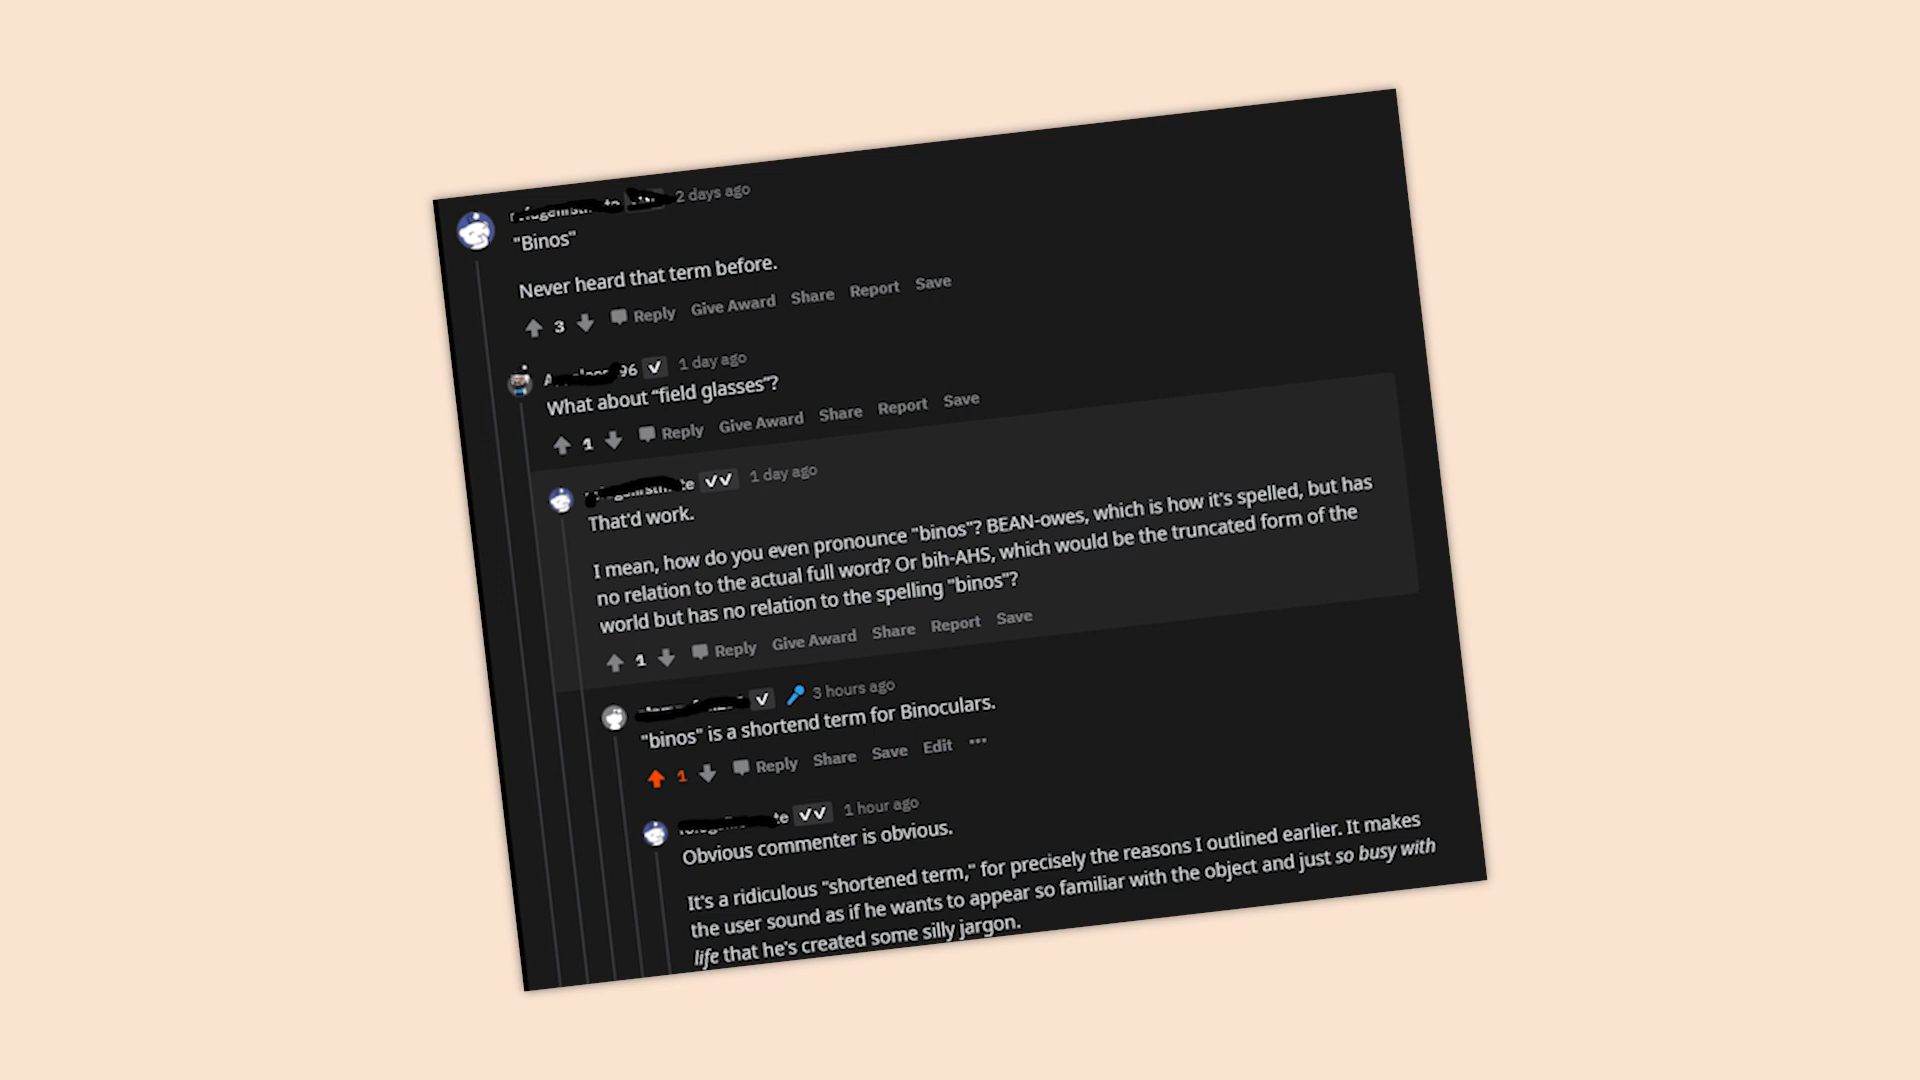 2 days ago
"Binos"
Never heard that term before.
3 Reply Give Award Share Report Save
96 1 day ago
What about “field glasses”?
1 Reply Give Award Share Report Save
te 1 day ago
That'd work.
I mean, how do you even pronounce "binos"? BEAN-owes, which is how it's spelled, but has
no relation to the actual full word? Or bih-AHS, which would be the truncated form of the
world but has no relation to the spelling "binos"?
1 Reply Give Award Share Report Save
3 hours ago
"binos" is a shortend term for Binoculars.
1 Reply Share Save Edit ...
te 1 hour ago
Obvious commenter is obvious.
It's a ridiculous "shortened term," for precisely the reasons I outlined earlier. It makes
the user sound as if he wants to appear so familiar with the object and just so busy with
life that he's created some silly jargon.